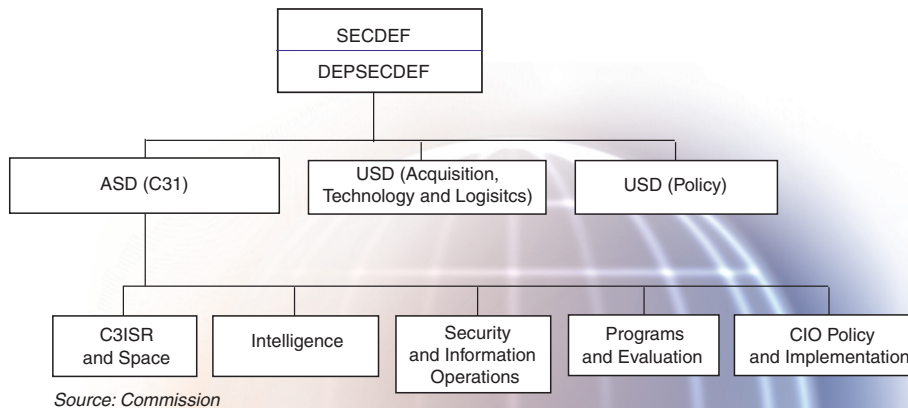 SECDEF
DEPSECDEF
ASD (C31)
USD (Acquisition,
Technology and Logisitcs)
USD (Policy)
C3ISR
and Space
Intelligence
Security
and Information
Operations
Programs
and Evaluation
CIO Policy
and Implementation
Source: Commission